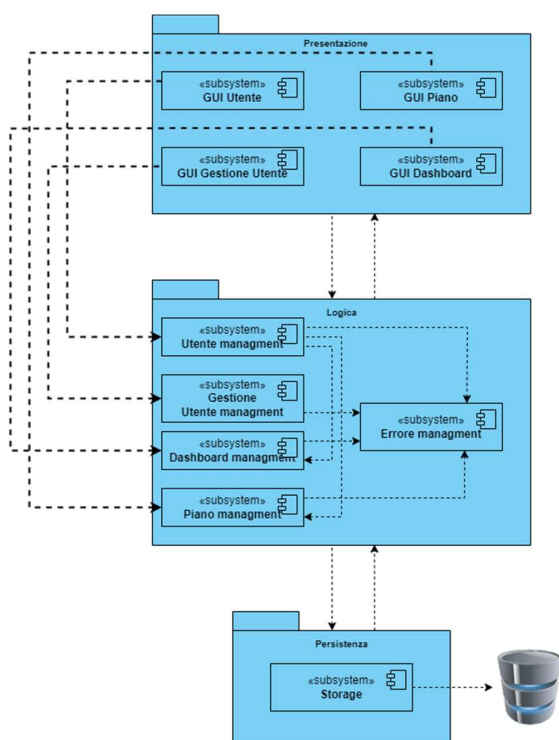 Presentazione
«subsystem»
GUI Utente
«subsystem»
GUI Piano
«subsystem»
GUI Gestione Utente
«subsystem»
GUI Dashboard
Logica
«subsystem»
Utente managment
«subsystem»
Gestione
Utente managment
«subsystem»
Errore managment
«subsystem»
Dashboard managment
«subsystem»
Piano managment
Persistenza
«subsystem»
Storage